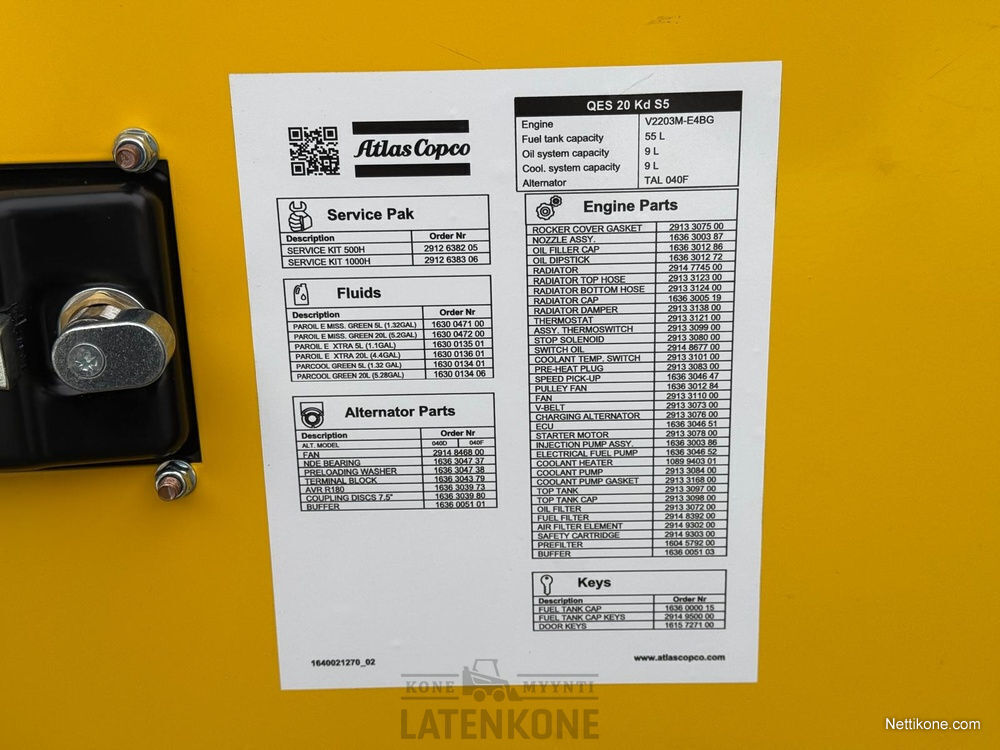 Atlas Copco
QES 20 Kd S5
Engine V2203M-E4BG
Fuel tank capacity 55 L
Oil system capacity 9 L
Cool. system capacity 9 L
Alternator TAL 040F
Service Pak
Description Order Nr
SERVICE KIT 500H 2912 6382 05
SERVICE KIT 1000H 2912 6383 06
Fluids
Description Order Nr
PAROIL E MISS. GREEN 5L (1.32GAL) 1630 0471 00
PAROIL E MISS. GREEN 20L (5.2GAL) 1630 0472 00
PAROIL E XTRA 5L (1.1GAL) 1630 0135 01
PAROIL E XTRA 20L (4.4GAL) 1630 0136 01
PARCOOL GREEN 5L (1.32 GAL) 1630 0134 01
PARCOOL GREEN 20L (5.28GAL) 1630 0134 06
Alternator Parts
Description Order Nr
ALT. MODEL 040D 040F
FAN 2914 8468 00
NDE BEARING 1636 3047 37
PRELOADING WASHER 1636 3047 38
TERMINAL BLOCK 1636 3043 79
AVR R180 1636 3039 73
COUPLING DISCS 7.5" 1636 3039 80
BUFFER 1636 0051 01
Engine Parts
ROCKER COVER GASKET 2913 3075 00
NOZZLE ASSY. 1636 3003 87
OIL FILLER CAP 1636 3012 86
OIL DIPSTICK 1636 3012 72
RADIATOR 2914 7745 00
RADIATOR TOP HOSE 2913 3123 00
RADIATOR BOTTOM HOSE 2913 3124 00
RADIATOR CAP 1636 3005 19
RADIATOR DAMPER 2913 3138 00
THERMOSTAT 2913 3121 00
ASSY. THERMOSWITCH 2913 3099 00
STOP SOLENOID 2913 3080 00
SWITCH OIL 2914 8677 00
COOLANT TEMP. SWITCH 2913 3101 00
PRE-HEAT PLUG 2913 3083 00
SPEED PICK-UP 1636 3046 47
PULLEY FAN 1636 3012 84
FAN 2913 3110 00
V-BELT 2913 3073 00
CHARGING ALTERNATOR 2913 3076 00
ECU 1636 3046 51
STARTER MOTOR 2913 3078 00
INJECTION PUMP ASSY. 1636 3003 86
ELECTRICAL FUEL PUMP 1636 3046 52
COOLANT HEATER 1089 9403 01
COOLANT PUMP 2913 3084 00
COOLANT PUMP GASKET 2913 3168 00
TOP TANK 2913 3097 00
TOP TANK CAP 2913 3098 00
OIL FILTER 2913 3072 00
FUEL FILTER 2914 8392 00
AIR FILTER ELEMENT 2914 9302 00
SAFETY CARTRIDGE 2914 9303 00
PREFILTER 1604 5792 00
BUFFER 1636 0051 03
Keys
Description Order Nr
FUEL TANK CAP 1636 0000 15
FUEL TANK CAP KEYS 2914 9500 00
DOOR KEYS 1615 7271 00
1640021270_02
www.atlascopco.com
KONE MYYNTI
LATENKONE
Nettikone.com